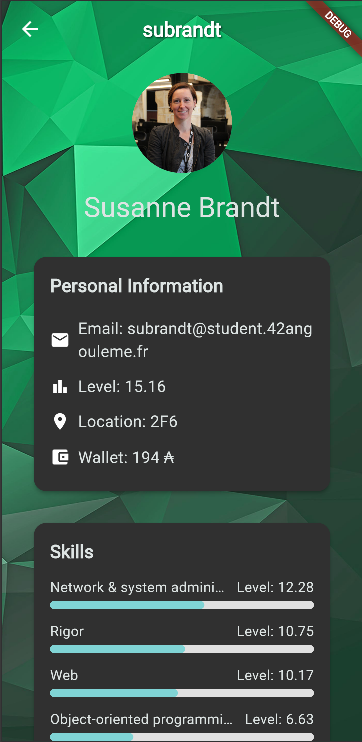 DEBUG
subrandt
Susanne Brandt
Personal Information
Email: subrandt@student.42ang
ouleme.fr
Level: 15.16
Location: 2F6
Wallet: 194 ₳
Skills
Network & system admini... Level: 12.28
Rigor Level: 10.75
Web Level: 10.17
Object-oriented programmi... Level: 6.63